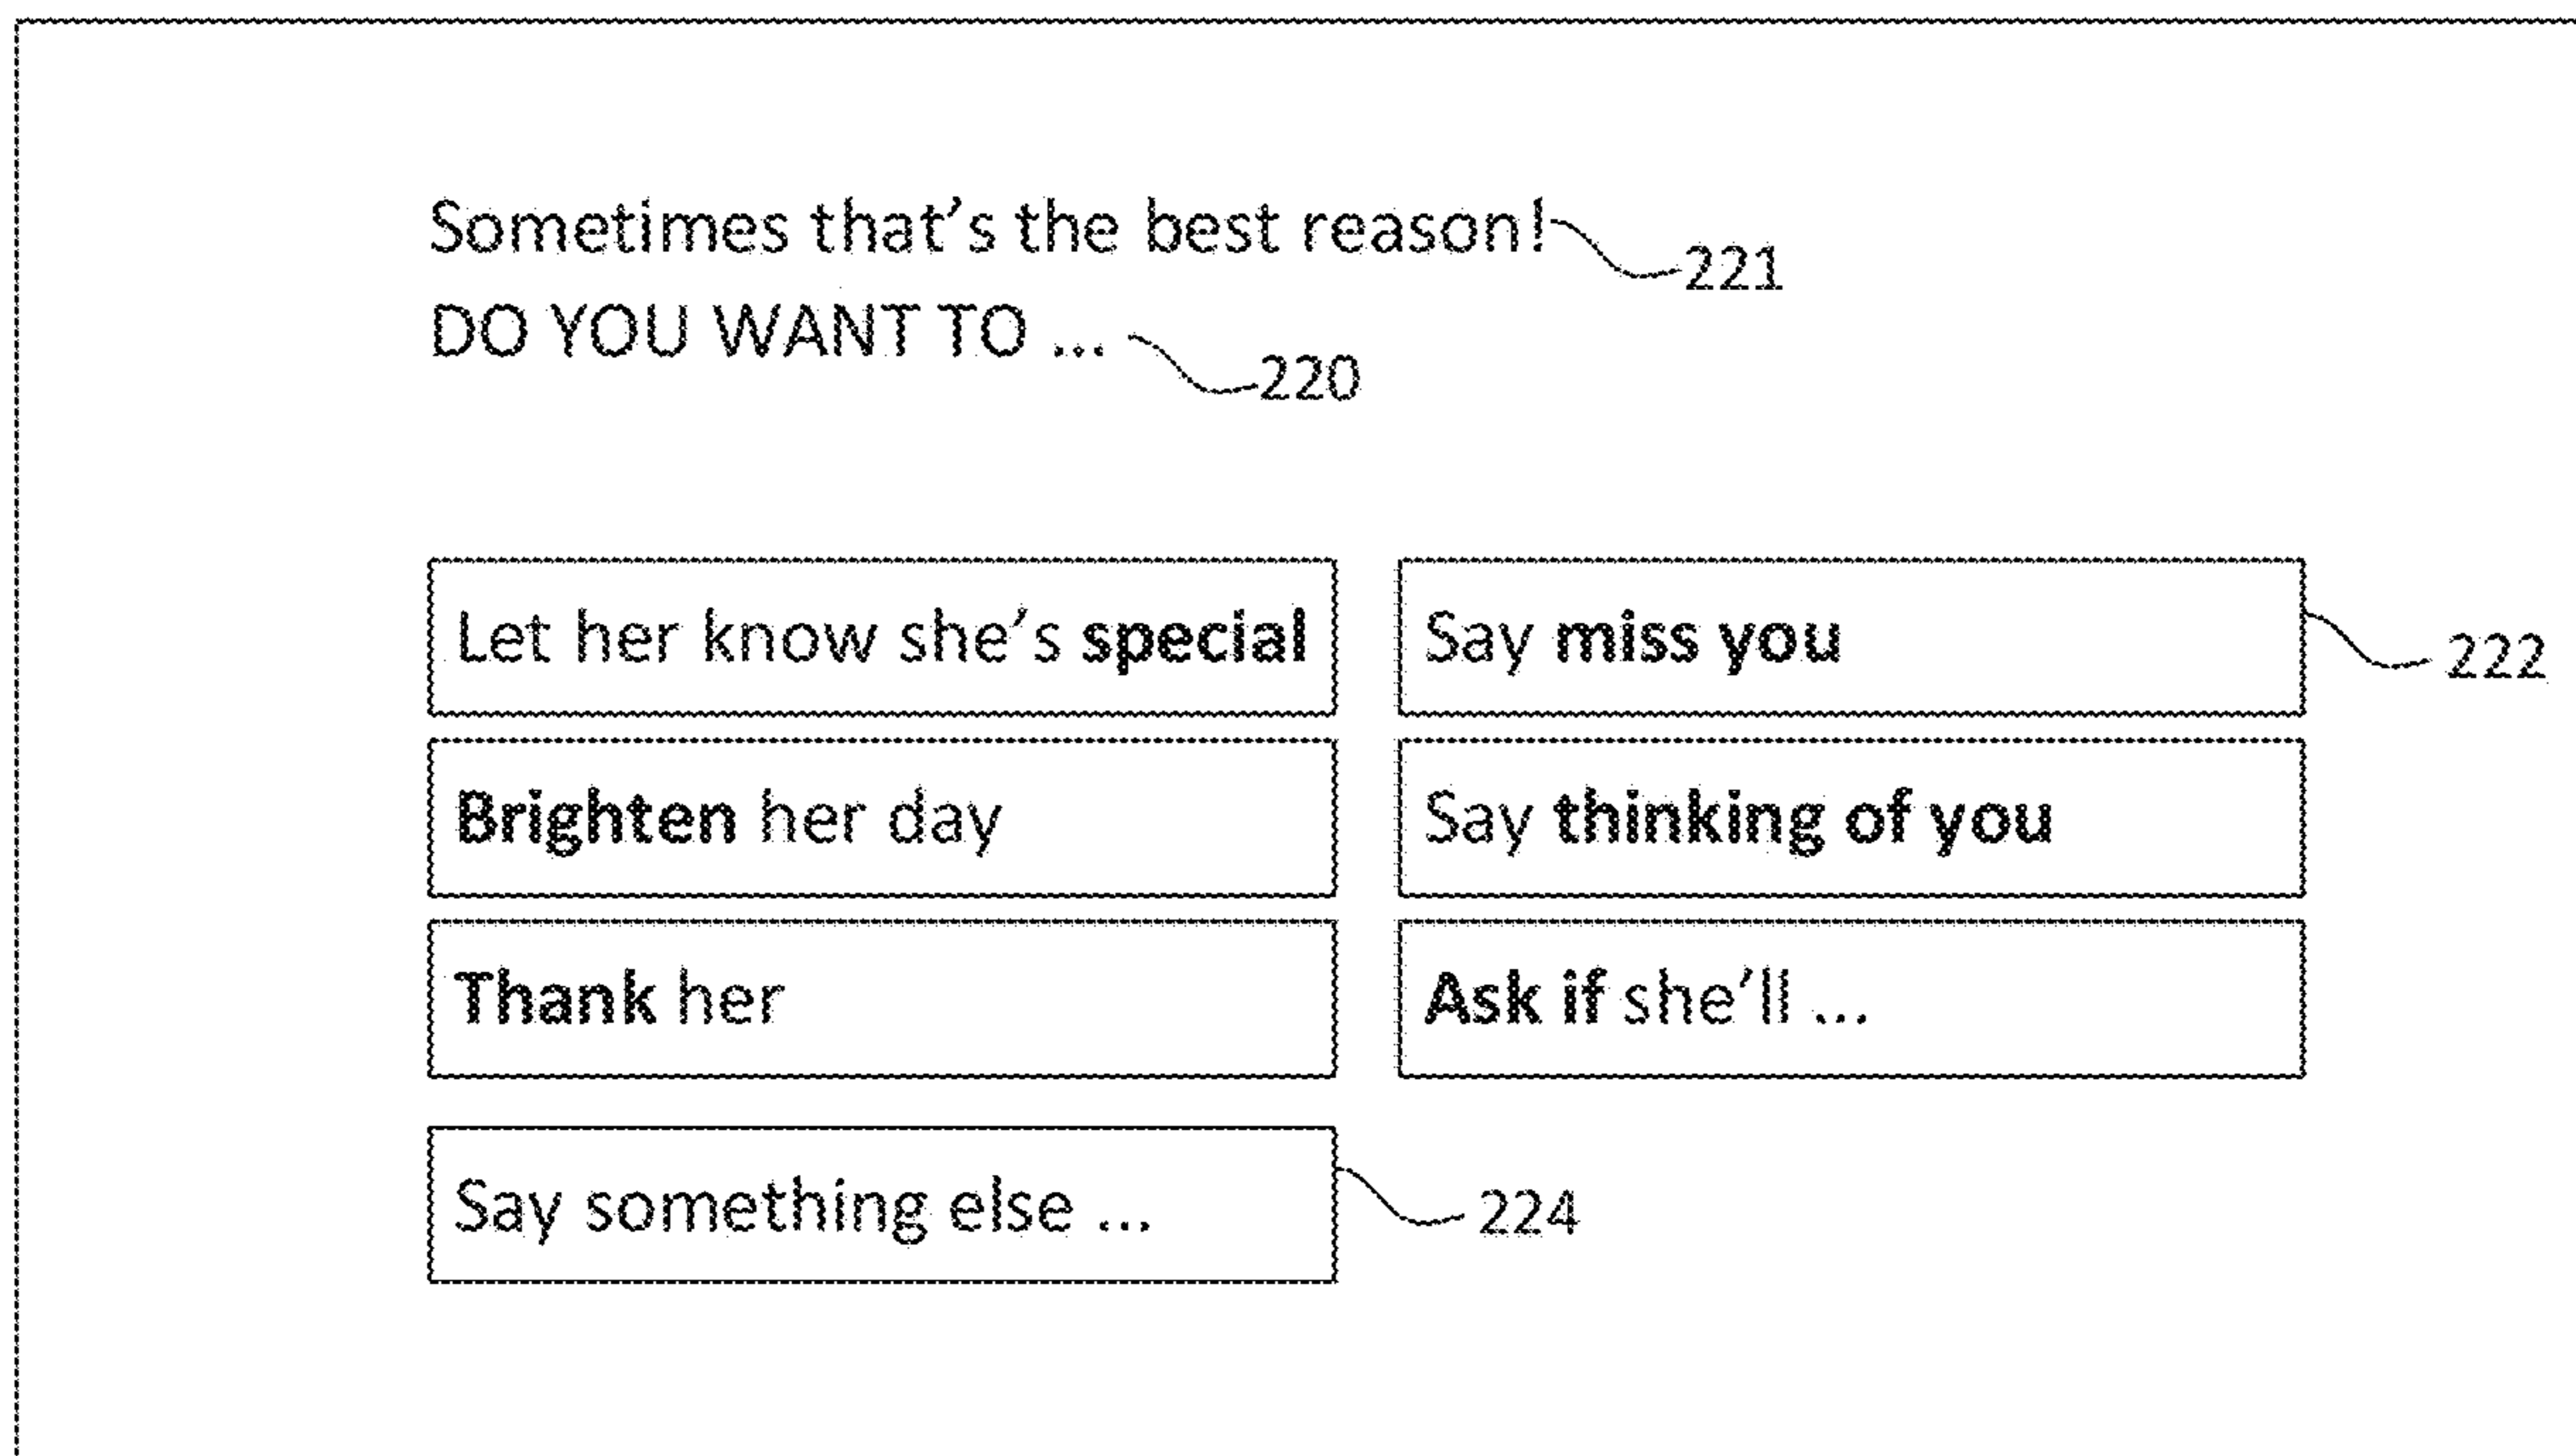 Sometimes that's the best reason! 221
DO YOU WANT TO ... 220
Let her know she's special
Say miss you 222
Brighten her day
Say thinking of you
Thank her
Ask if she'll ...
Say something else ... 224